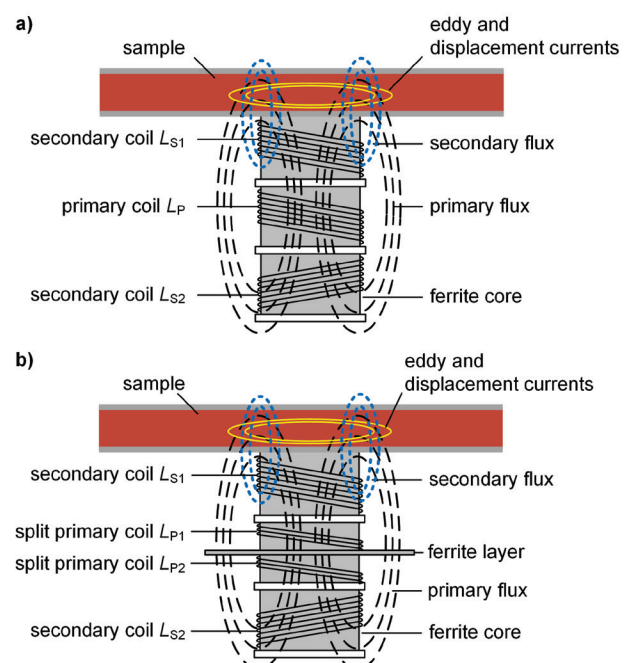 a)
sample
eddy and
displacement currents
secondary coil LS1
secondary flux
primary coil LP
primary flux
secondary coil LS2
ferrite core
b)
sample
eddy and
displacement currents
secondary coil LS1
secondary flux
split primary coil LP1
ferrite layer
split primary coil LP2
primary flux
secondary coil LS2
ferrite core